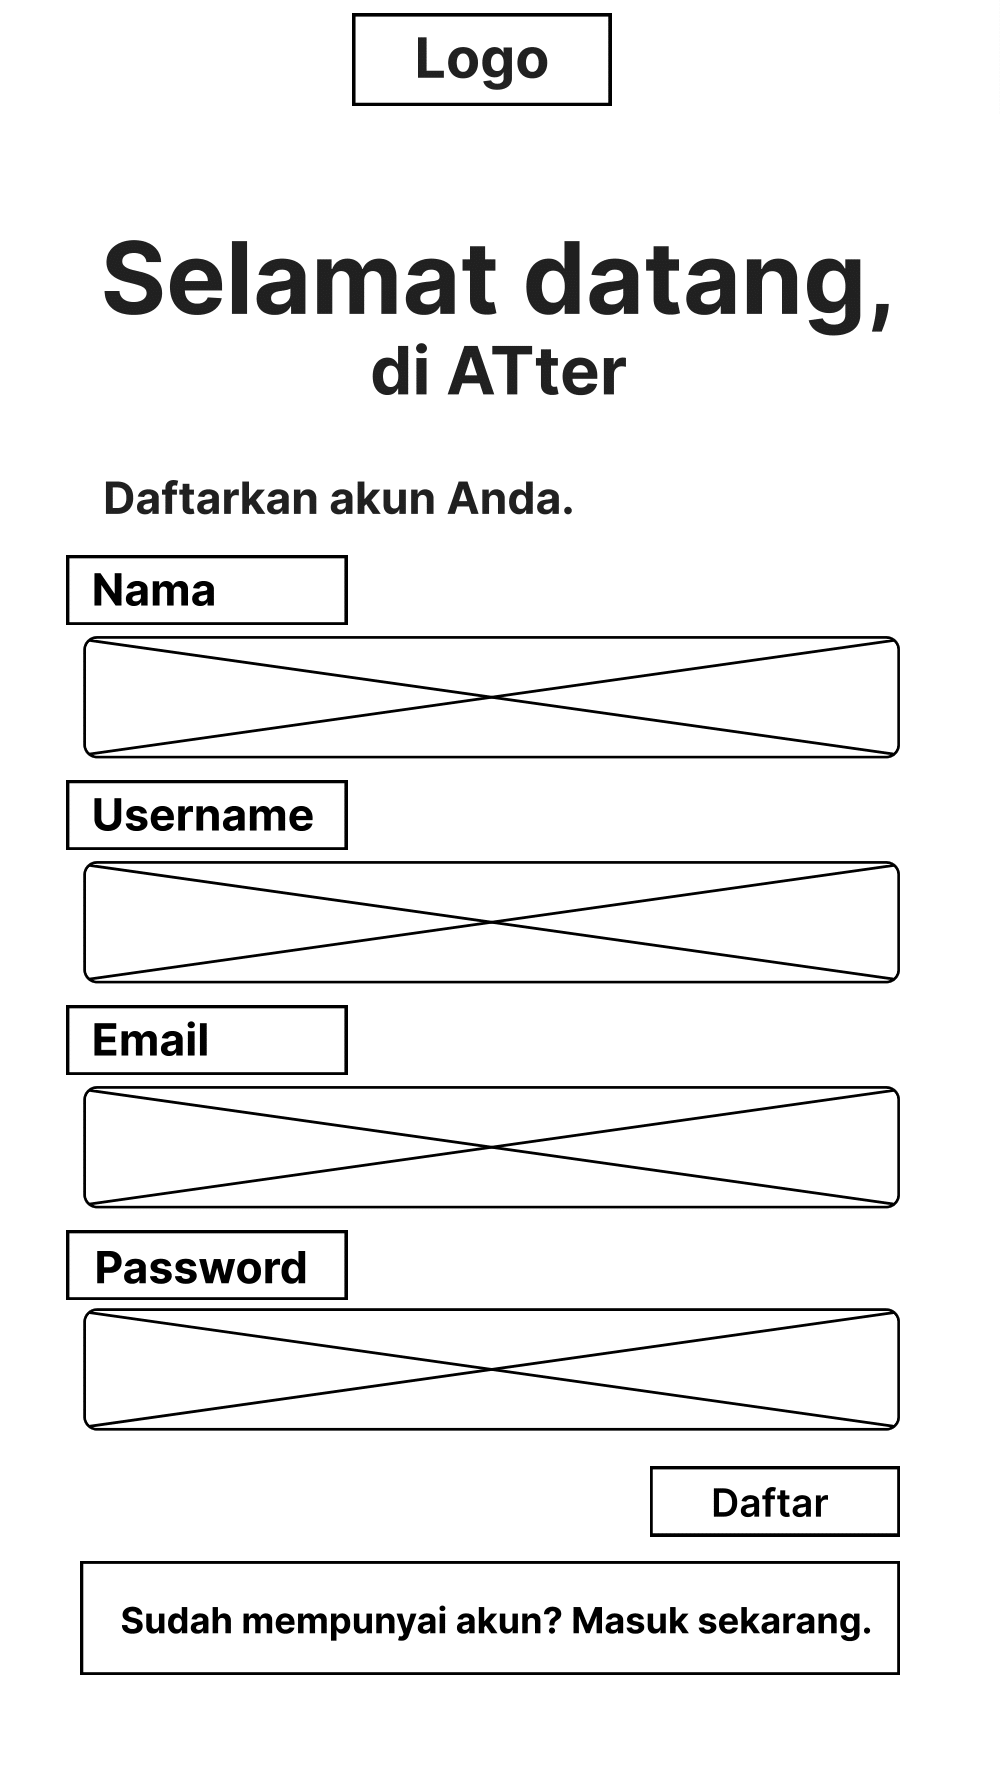 Logo
Selamat datang,
di ATter
Daftarkan akun Anda.
Nama
Username
Email
Password
Daftar
Sudah mempunyai akun? Masuk sekarang.